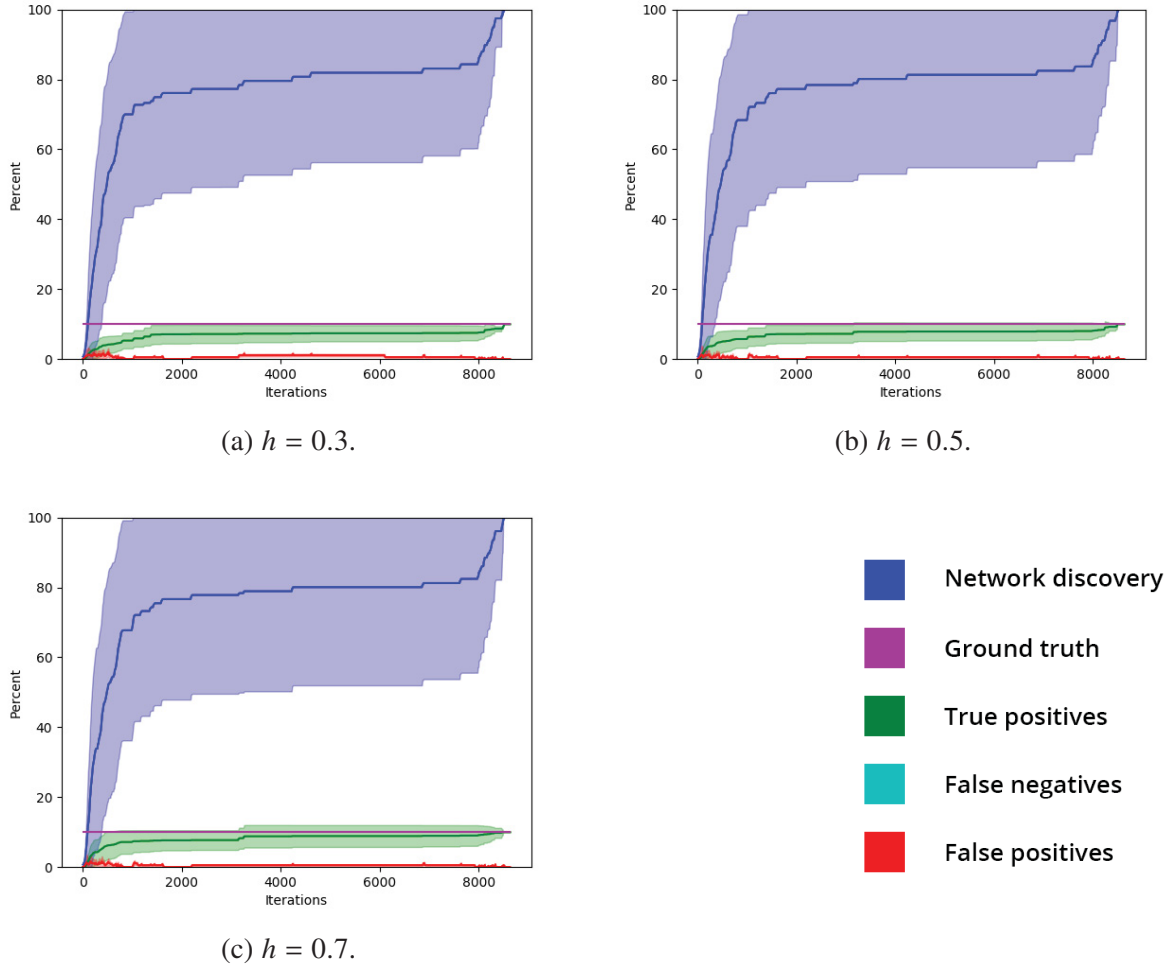 100
80
60
40
20
0
Percent
0 2000 4000 6000 8000
Iterations
(a) h = 0.3.
100
80
60
40
20
0
Percent
0 2000 4000 6000 8000
Iterations
(b) h = 0.5.
100
80
60
40
20
0
Percent
0 2000 4000 6000 8000
Iterations
(c) h = 0.7.
Network discovery
Ground truth
True positives
False negatives
False positives